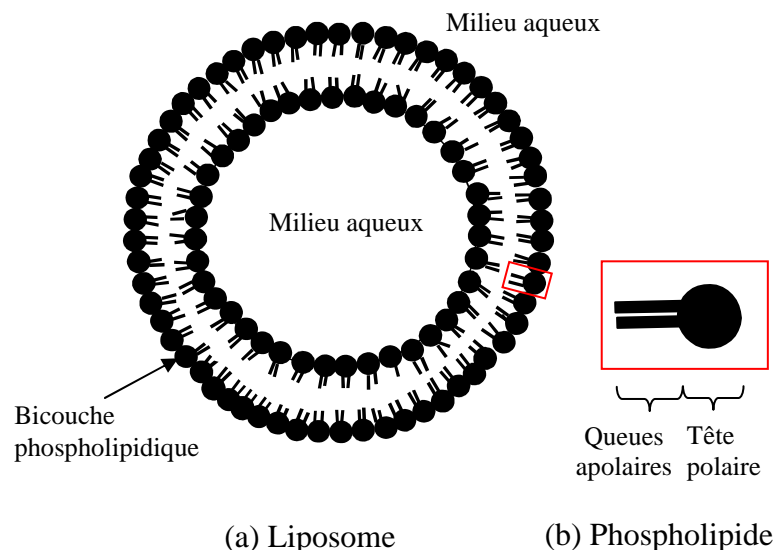 Milieu aqueux
Milieu aqueux
Bicouche
phospholipidique
Queues
apolaires
Tête
polaire
(a) Liposome
(b) Phospholipide